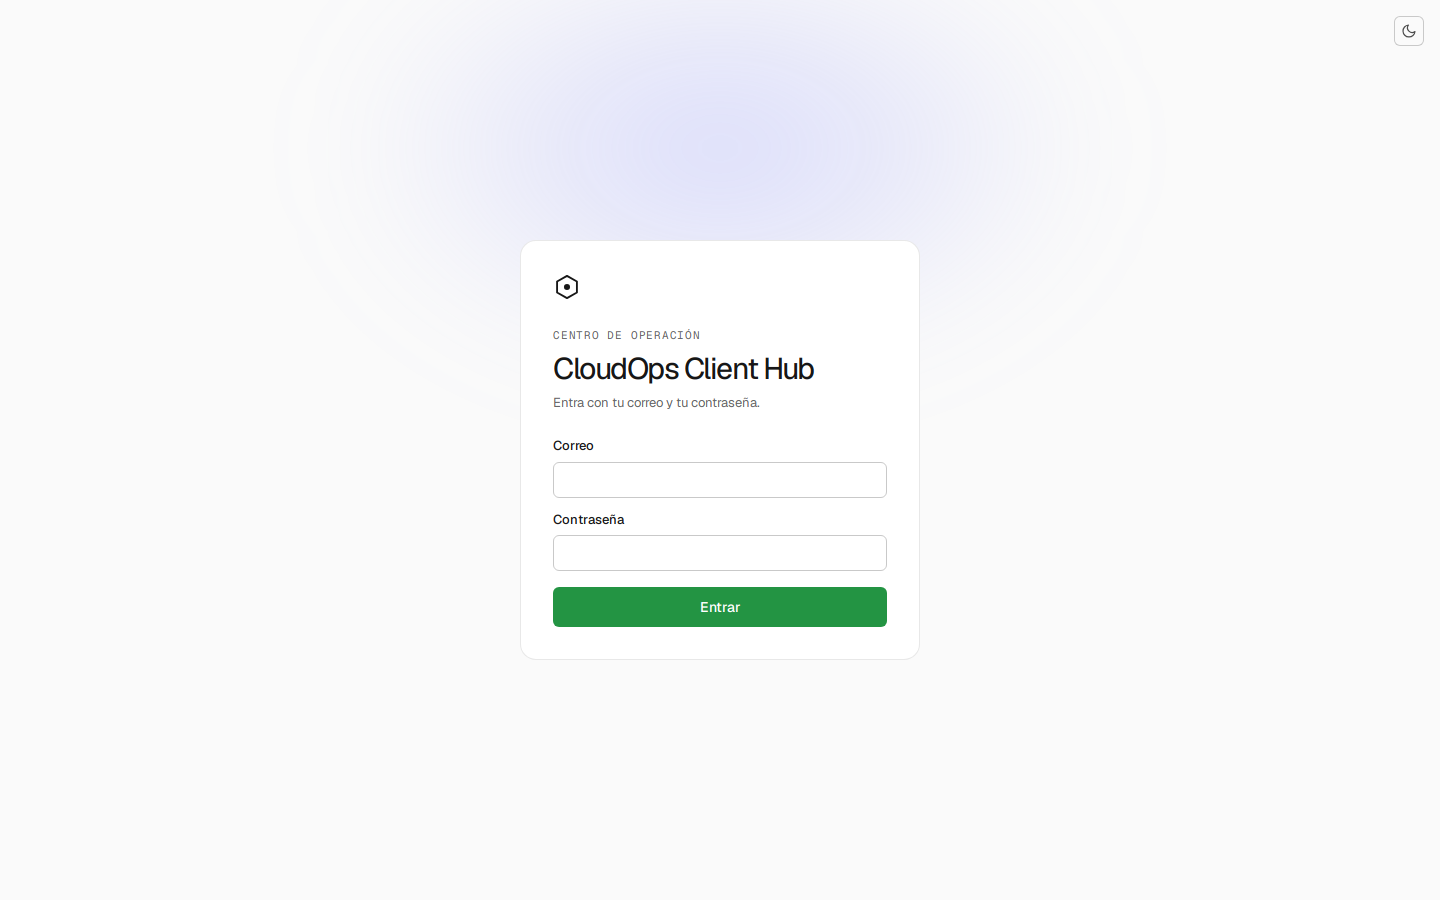 CENTRO DE OPERACIÓN
CloudOps Client Hub
Entra con tu correo y tu contraseña.
Correo
Contraseña
Entrar